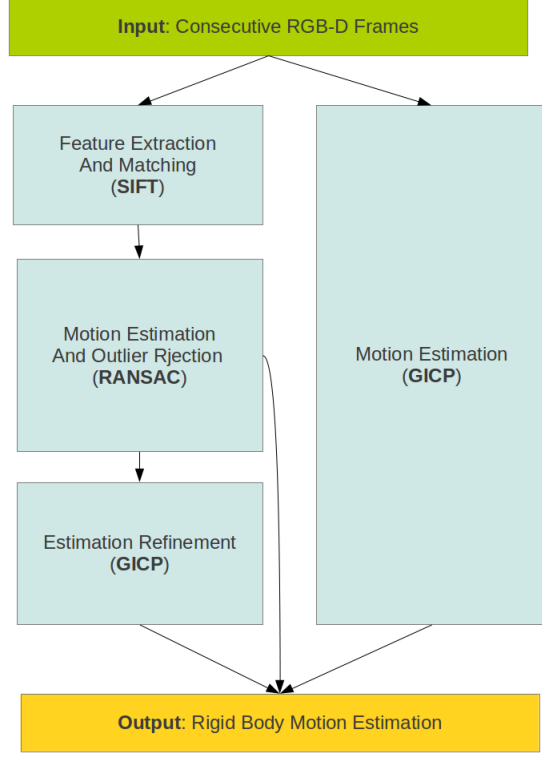 Input: Consecutive RGB-D Frames
Feature Extraction
And Matching
(SIFT)
Motion Estimation
And Outlier Rjection
(RANSAC)
Motion Estimation
(GICP)
Estimation Refinement
(GICP)
Output: Rigid Body Motion Estimation